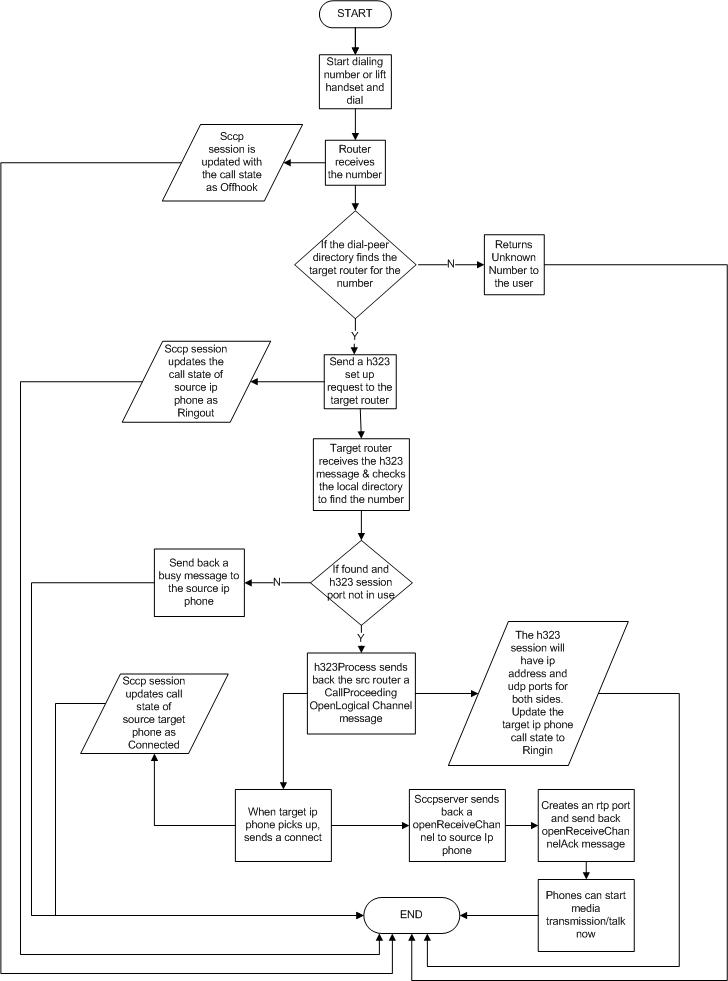 START
Start dialing
number or lift
handset and
dial
Sccp
session is
updated with
the call state
as Offhook
Router
receives
the number
If the dial-peer
directory finds the
target router for the
number
N
Returns
Unknown
Number to
the user
Y
Sccp session
updates the
call state of
source ip
phone as
Ringout
Send a h323
set up
request to the
target router
Target router
receives the h323
message & checks
the local directory
to find the number
Send back a
busy message to
the source ip
phone
N
If found and
h323 session
port not in use
Y
The h323
session will
have ip
address and
udp ports for
both sides.
Update the
target ip phone
call state to
Ringin
h323Process sends
back the src router a
CallProceeding
OpenLogical Channel
message
Sccp session
updates call
state of
source target
phone as
Connected
When target ip
phone picks up,
sends a connect
Sccpserver sends
back a
openReceiveChan
nel to source Ip
phone
Creates an rtp port
and send back
openReceiveCha
nnelAck message
Phones can start
media
transmission/talk
now
END